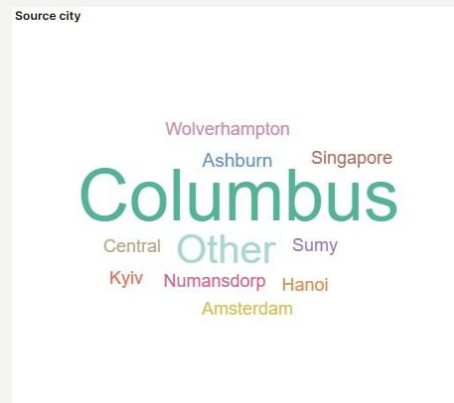 Source city
Wolverhampton
Ashburn
Singapore
Columbus
Central
Other
Sumy
Kyiv
Numansdorp
Hanoi
Amsterdam